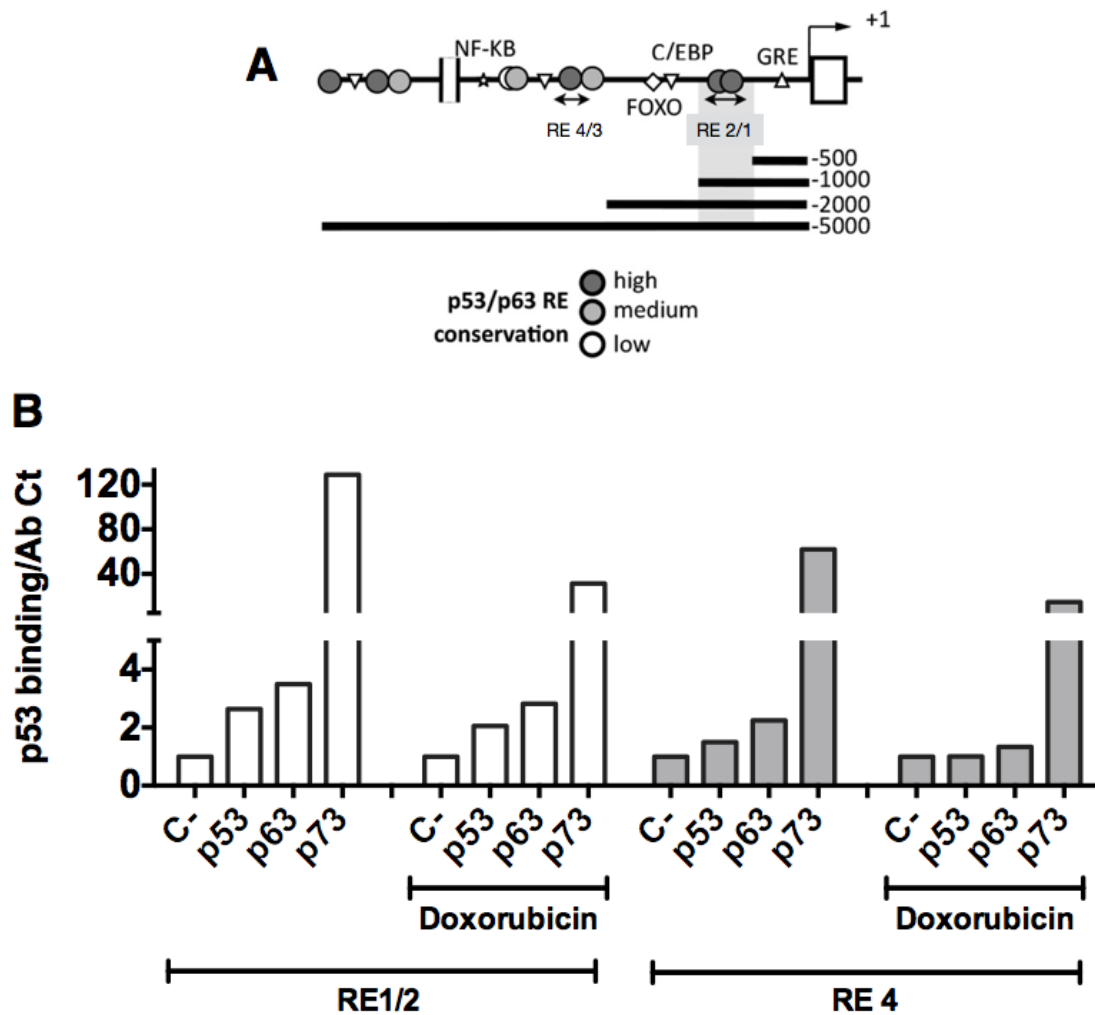 A
NF-KB
C/EBP
GRE
+1
FOXO
RE 4/3
RE 2/1
-500
-1000
-2000
-5000
p53/p63 RE
conservation
high
medium
low
B
p53 binding/Ab Ct
120
80
40
4
2
0
C- p53 p63 p73 C- p53 p63 p73 C- p53 p63 p73 C- p53 p63 p73
Doxorubicin Doxorubicin
RE1/2 RE 4